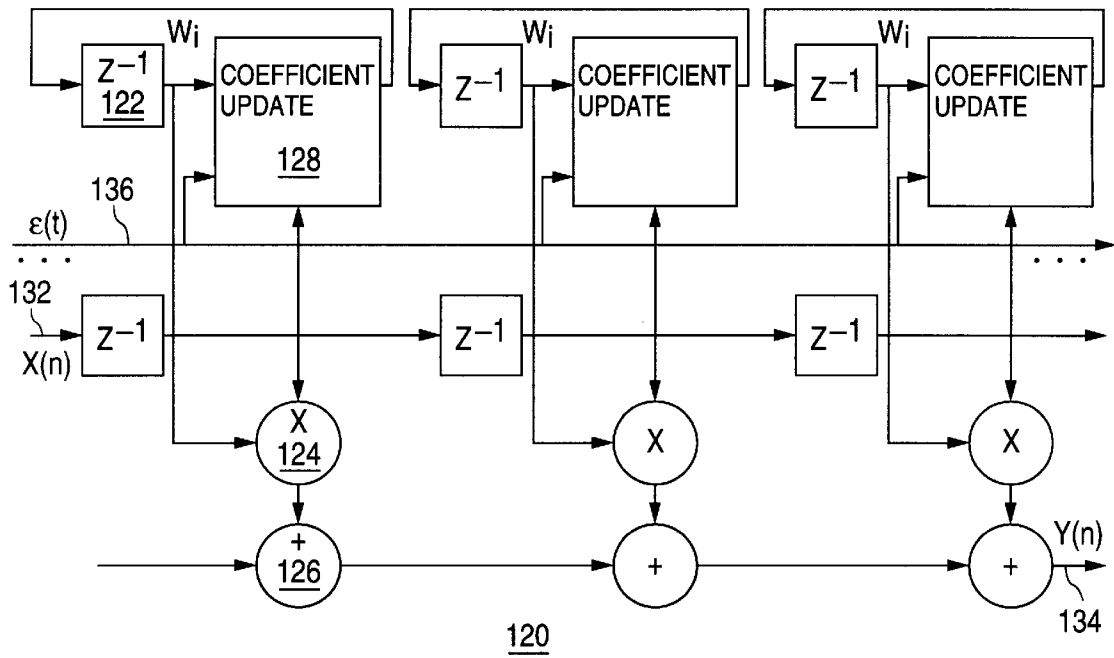 Wi
Wi
Wi
Z–1
122
COEFFICIENT
UPDATE
128
Z–1
COEFFICIENT
UPDATE
Z–1
COEFFICIENT
UPDATE
136
ε(t)
. . .
. . .
132
X(n)
Z–1
Z–1
Z–1
X
124
X
X
+
126
+
+
Y(n)
134
120